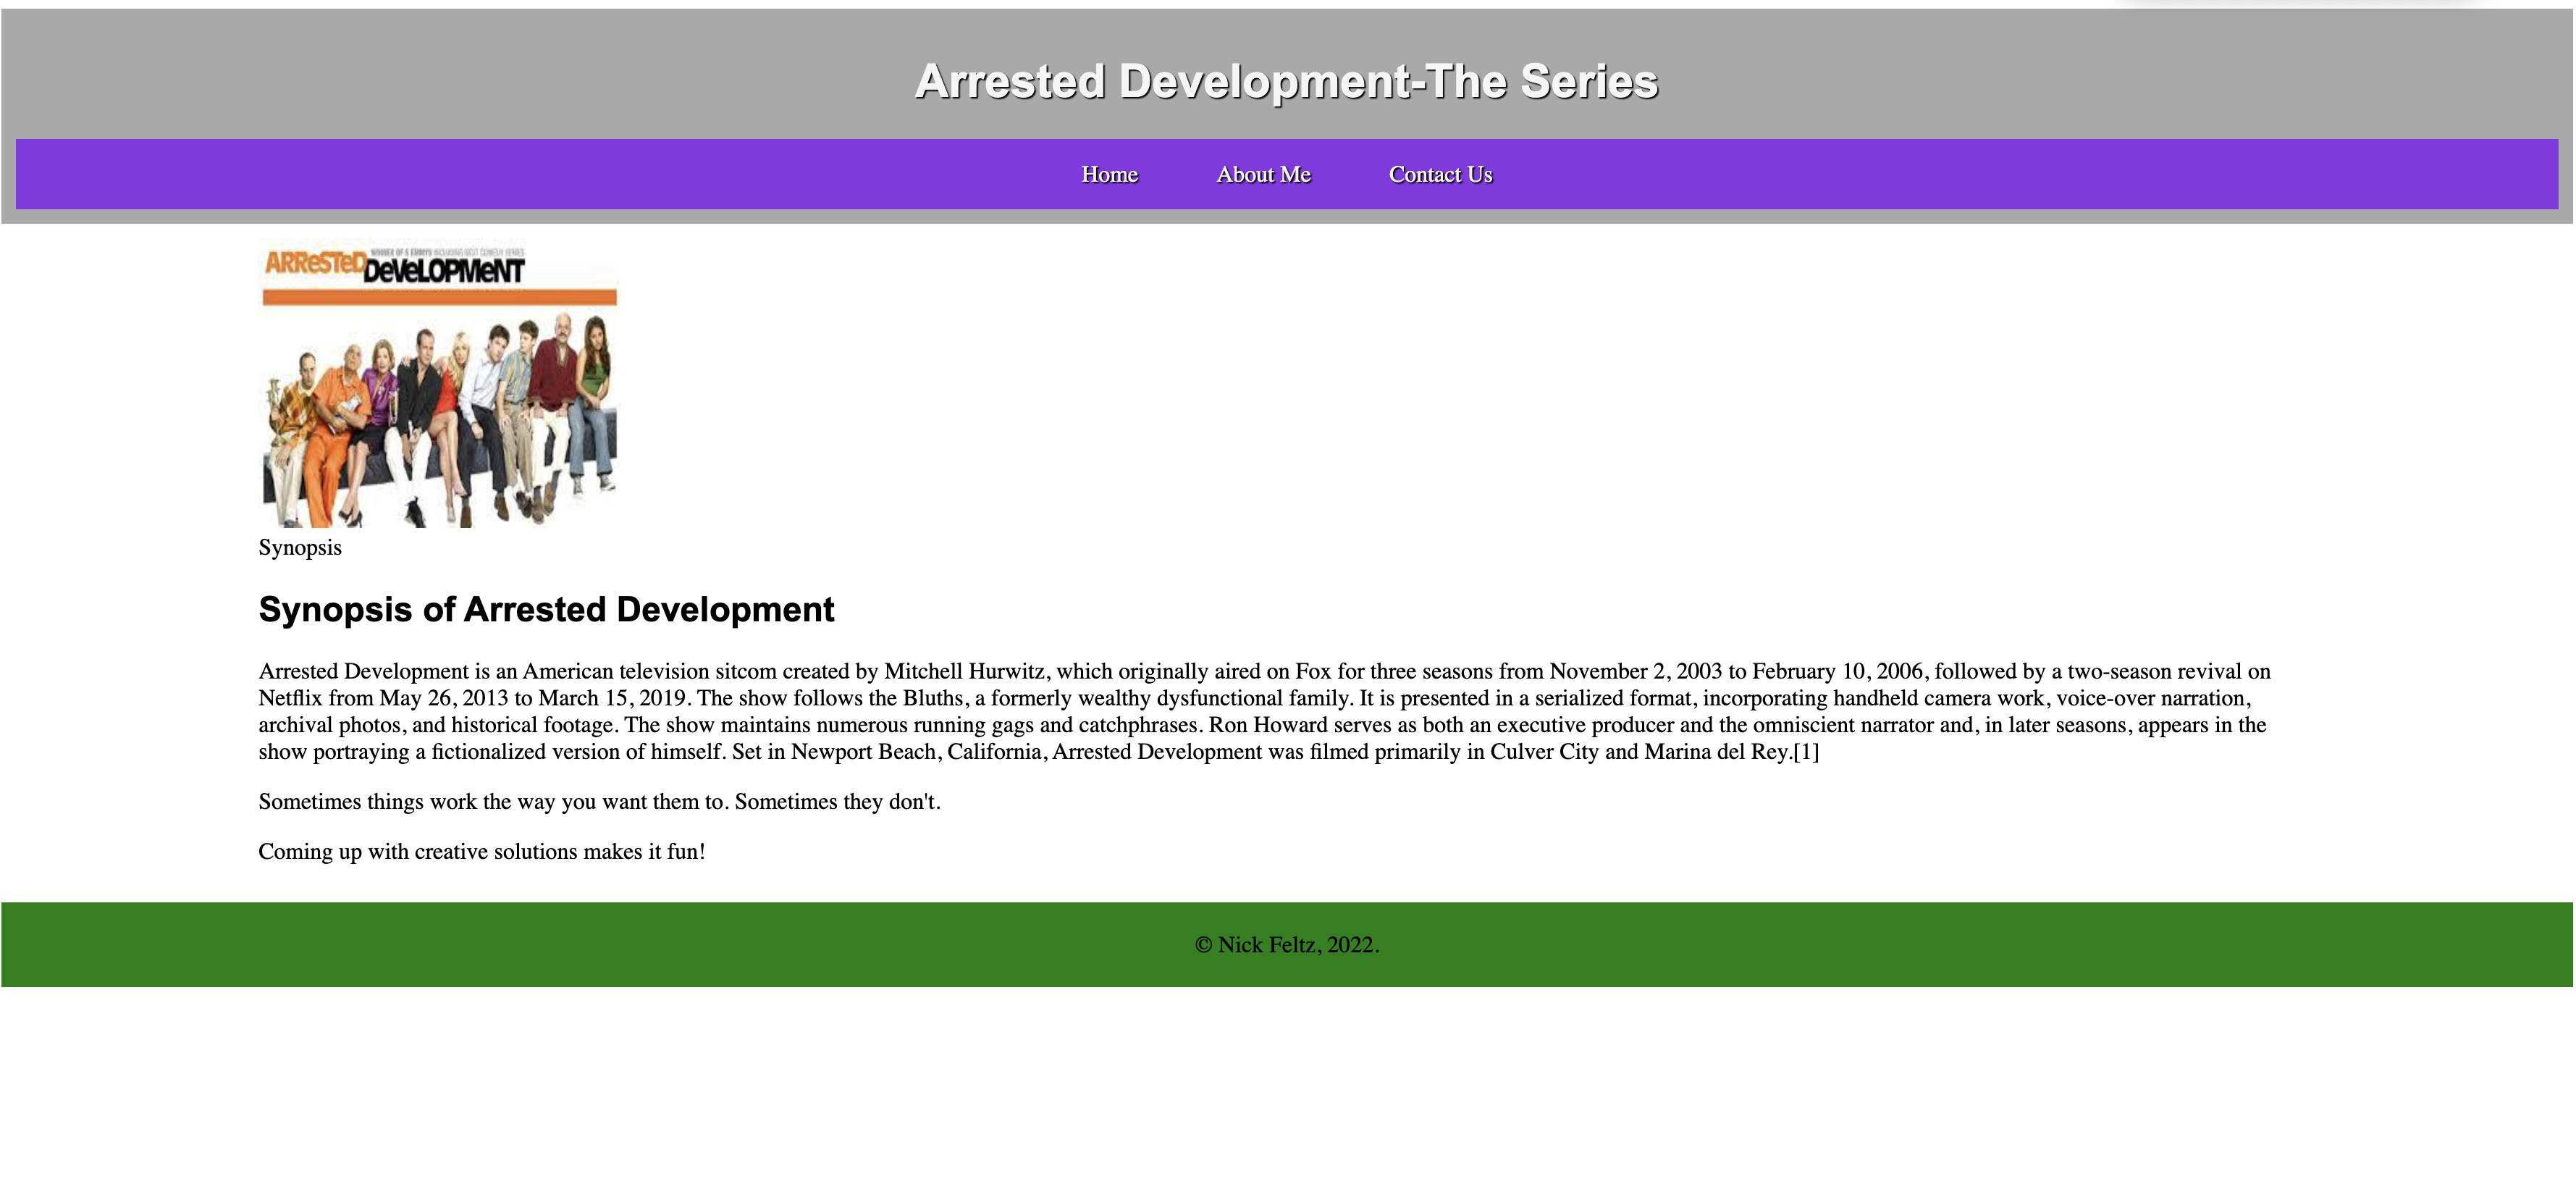 Arrested Development-The Series
Home About Me Contact Us
WINNER OF 5 EMMYS INCLUDING BEST COMEDY SERIES
ARReSTeD DeVeLOPMeNT
Synopsis
Synopsis of Arrested Development
Arrested Development is an American television sitcom created by Mitchell Hurwitz, which originally aired on Fox for three seasons from November 2, 2003 to February 10, 2006, followed by a two-season revival on
Netflix from May 26, 2013 to March 15, 2019. The show follows the Bluths, a formerly wealthy dysfunctional family. It is presented in a serialized format, incorporating handheld camera work, voice-over narration,
archival photos, and historical footage. The show maintains numerous running gags and catchphrases. Ron Howard serves as both an executive producer and the omniscient narrator and, in later seasons, appears in the
show portraying a fictionalized version of himself. Set in Newport Beach, California, Arrested Development was filmed primarily in Culver City and Marina del Rey.[1]
Sometimes things work the way you want them to. Sometimes they don't.
Coming up with creative solutions makes it fun!
© Nick Feltz, 2022.